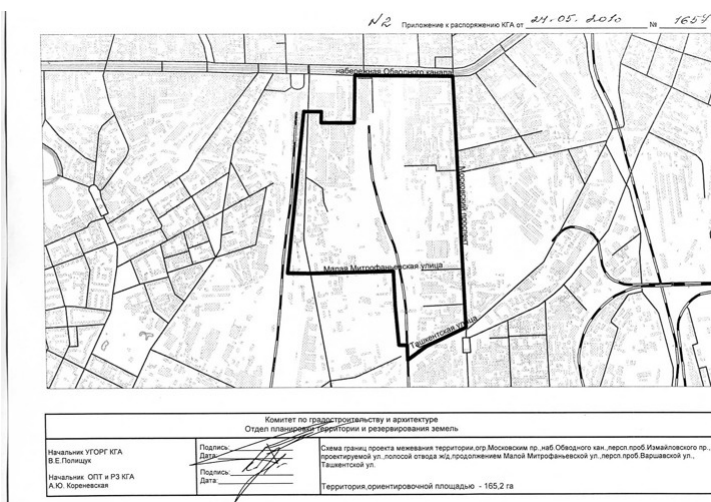 №2 Приложение к распоряжению КГА от 24.05.2010 № 1654
набережная Обводного канала
Московский проспект
Малая Митрофаньевская улица
Ташкентская улица
Комитет по градостроительству и архитектуре
Отдел планировки территории и резервирования земель
Начальник УГОРГ КГА
В.Е.Полищук
Подпись:
Дата:
Начальник ОПТ и РЗ КГА
А.Ю. Кореневская
Подпись:
Дата:
Схема границ проекта межевания территории,огр.Московским пр.,наб.Обводного кан.,персп.проб.Измайловского пр.,
проектируемой ул.,полосой отвода ж/д,продолжением Малой Митрофаньевской ул.,персп.проб.Варшавской ул.,
Ташкентской ул.
Территория,ориентировочной площадью - 165,2 га